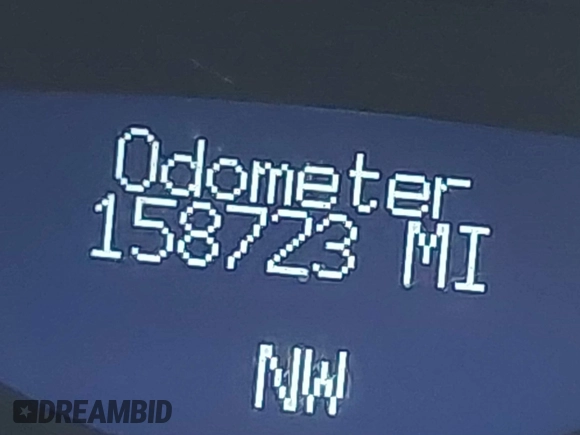 Odometer
158723 MI
NW
DREAMBID